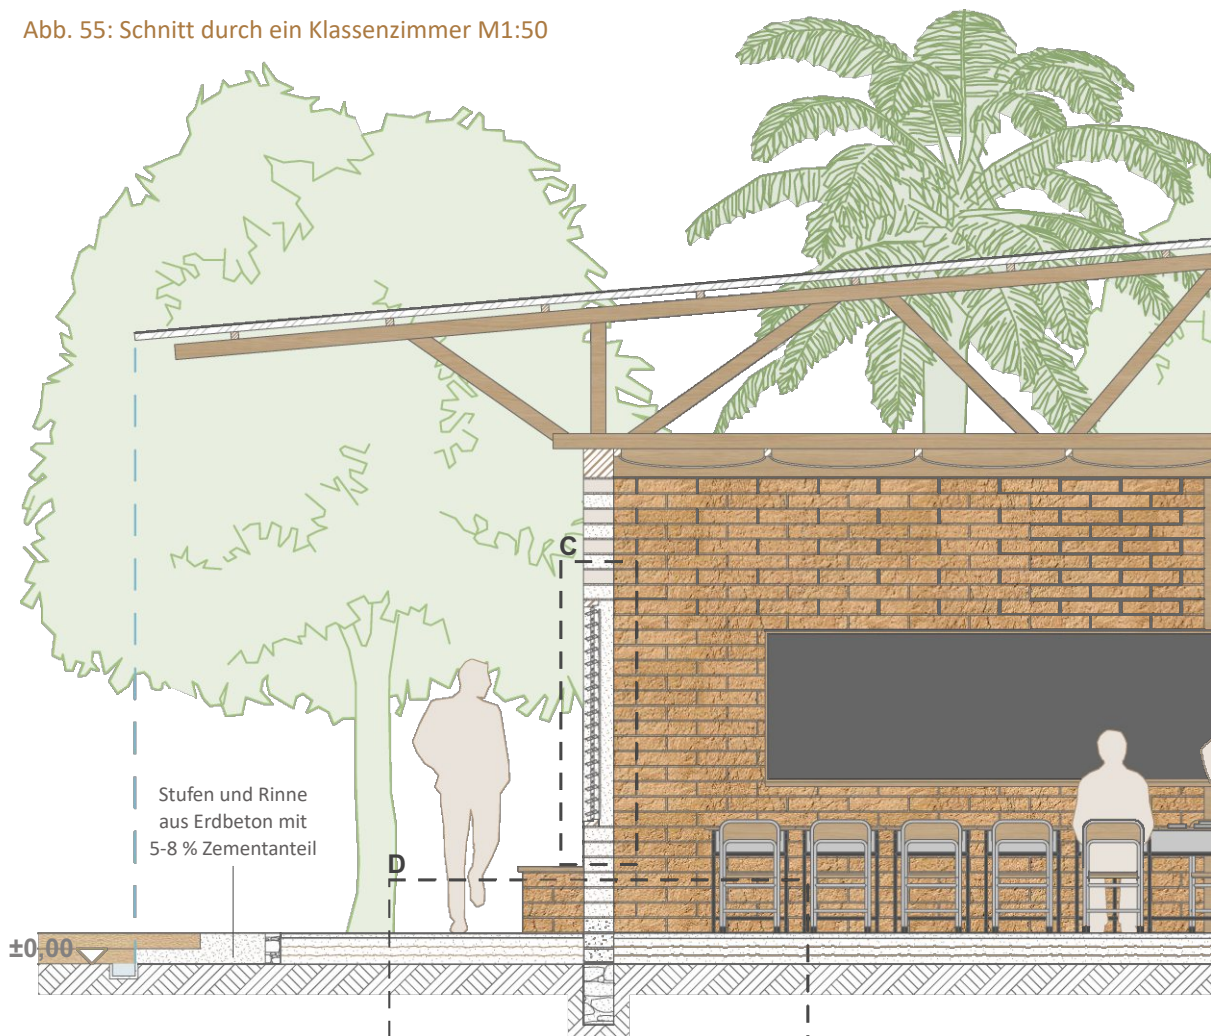 Abb. 55: Schnitt durch ein Klassenzimmer M1:50
C
Stufen und Rinne
aus Erdbeton mit
5-8 % Zementanteil
D
±0,00